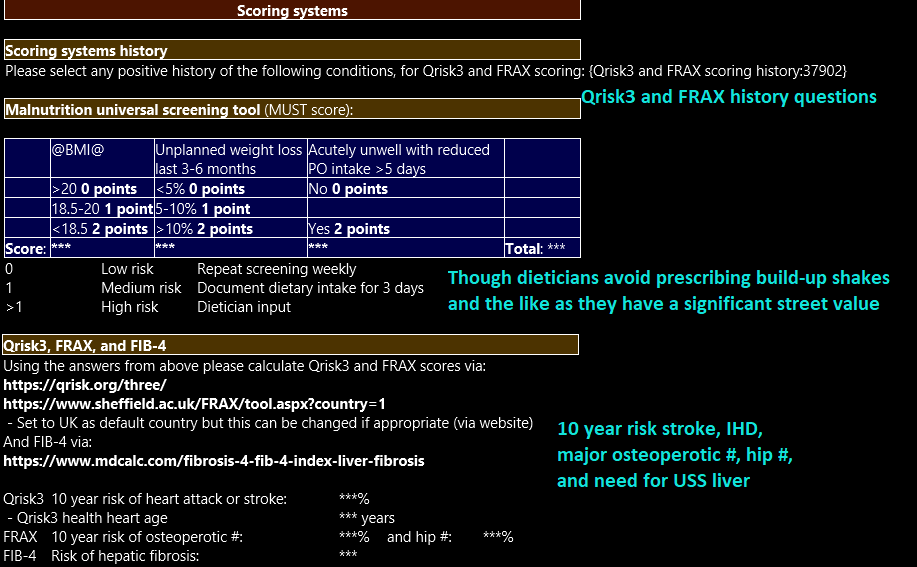 Scoring systems
Scoring systems history
Please select any positive history of the following conditions, for Qrisk3 and FRAX scoring: {Qrisk3 and FRAX scoring history:37902}
Qrisk3 and FRAX history questions
Malnutrition universal screening tool (MUST score):
@BMI@ Unplanned weight loss last 3-6 months Acutely unwell with reduced PO intake >5 days
>20 0 points <5% 0 points No 0 points
18.5-20 1 point 5-10% 1 point
<18.5 2 points >10% 2 points Yes 2 points
Score: *** *** *** Total: ***
0 Low risk Repeat screening weekly
1 Medium risk Document dietary intake for 3 days
>1 High risk Dietician input
Though dieticians avoid prescribing build-up shakes
and the like as they have a significant street value
Qrisk3, FRAX, and FIB-4
Using the answers from above please calculate Qrisk3 and FRAX scores via:
https://qrisk.org/three/
https://www.sheffield.ac.uk/FRAX/tool.aspx?country=1
- Set to UK as default country but this can be changed if appropriate (via website)
And FIB-4 via:
https://www.mdcalc.com/fibrosis-4-fib-4-index-liver-fibrosis
10 year risk stroke, IHD,
major osteoperotic #, hip #,
and need for USS liver
Qrisk3 10 year risk of heart attack or stroke: ***%
- Qrisk3 health heart age *** years
FRAX 10 year risk of osteoperotic #: ***% and hip #: ***%
FIB-4 Risk of hepatic fibrosis: ***